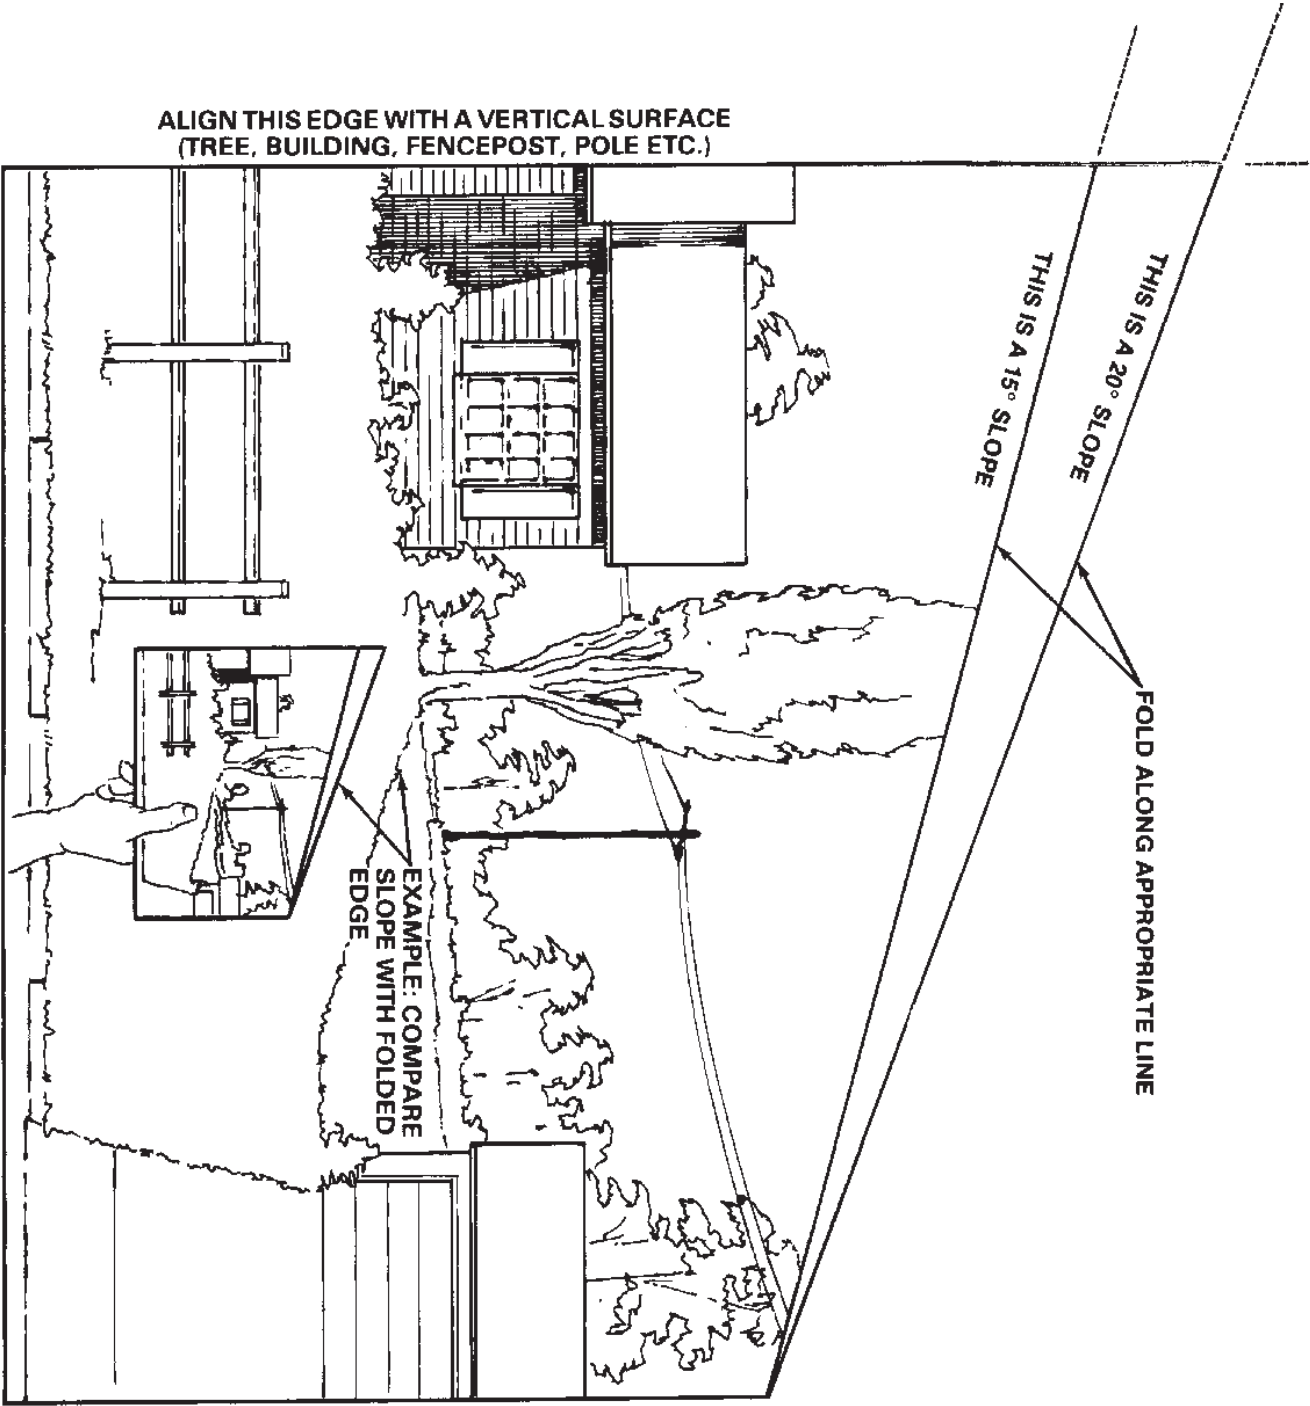 ALIGN THIS EDGE WITH A VERTICAL SURFACE
(TREE, BUILDING, FENCEPOST, POLE ETC.)
THIS IS A 15° SLOPE
THIS IS A 20° SLOPE
FOLD ALONG APPROPRIATE LINE
EXAMPLE: COMPARE
SLOPE WITH FOLDED
EDGE